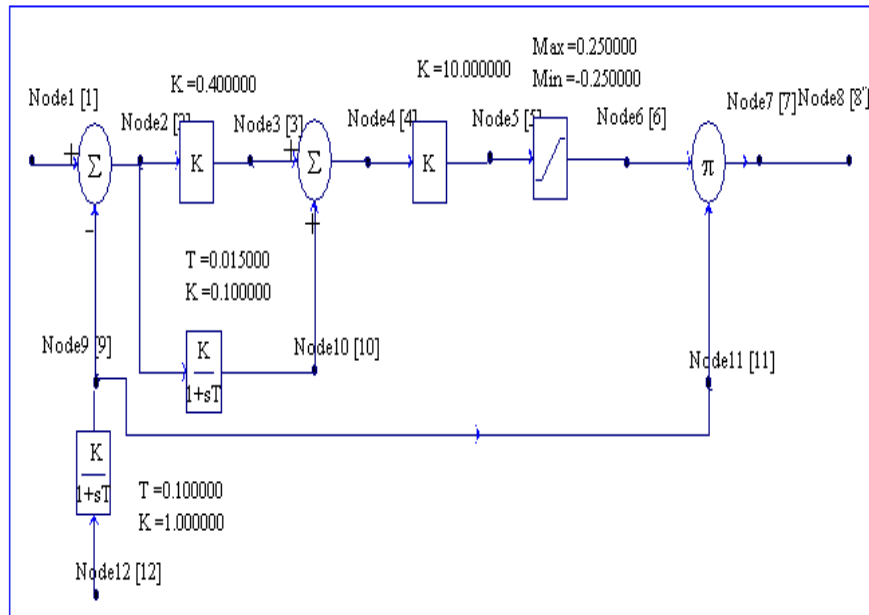 Max =0.250000
Min =-0.250000
K =0.400000
K =10.000000
Node1 [1]
Node2 [2]
Node3 [3]
Node4 [4]
Node5 [5]
Node6 [6]
Node7 [7]
Node8 [8]
+
Σ
K
+
Σ
K
π
-
+
T =0.015000
K =0.100000
Node9 [9]
K
1+sT
Node10 [10]
Node11 [11]
K
1+sT
T =0.100000
K =1.000000
Node12 [12]